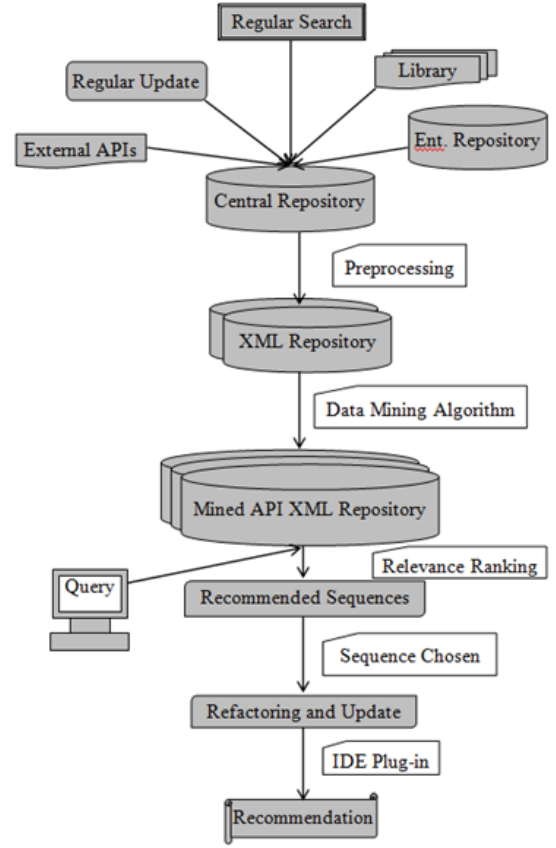 Regular Search
Regular Update
Library
External APIs
Ent. Repository
Central Repository
Preprocessing
XML Repository
Data Mining Algorithm
Mined API XML Repository
Relevance Ranking
Query
Recommended Sequences
Sequence Chosen
Refactoring and Update
IDE Plug-in
Recommendation